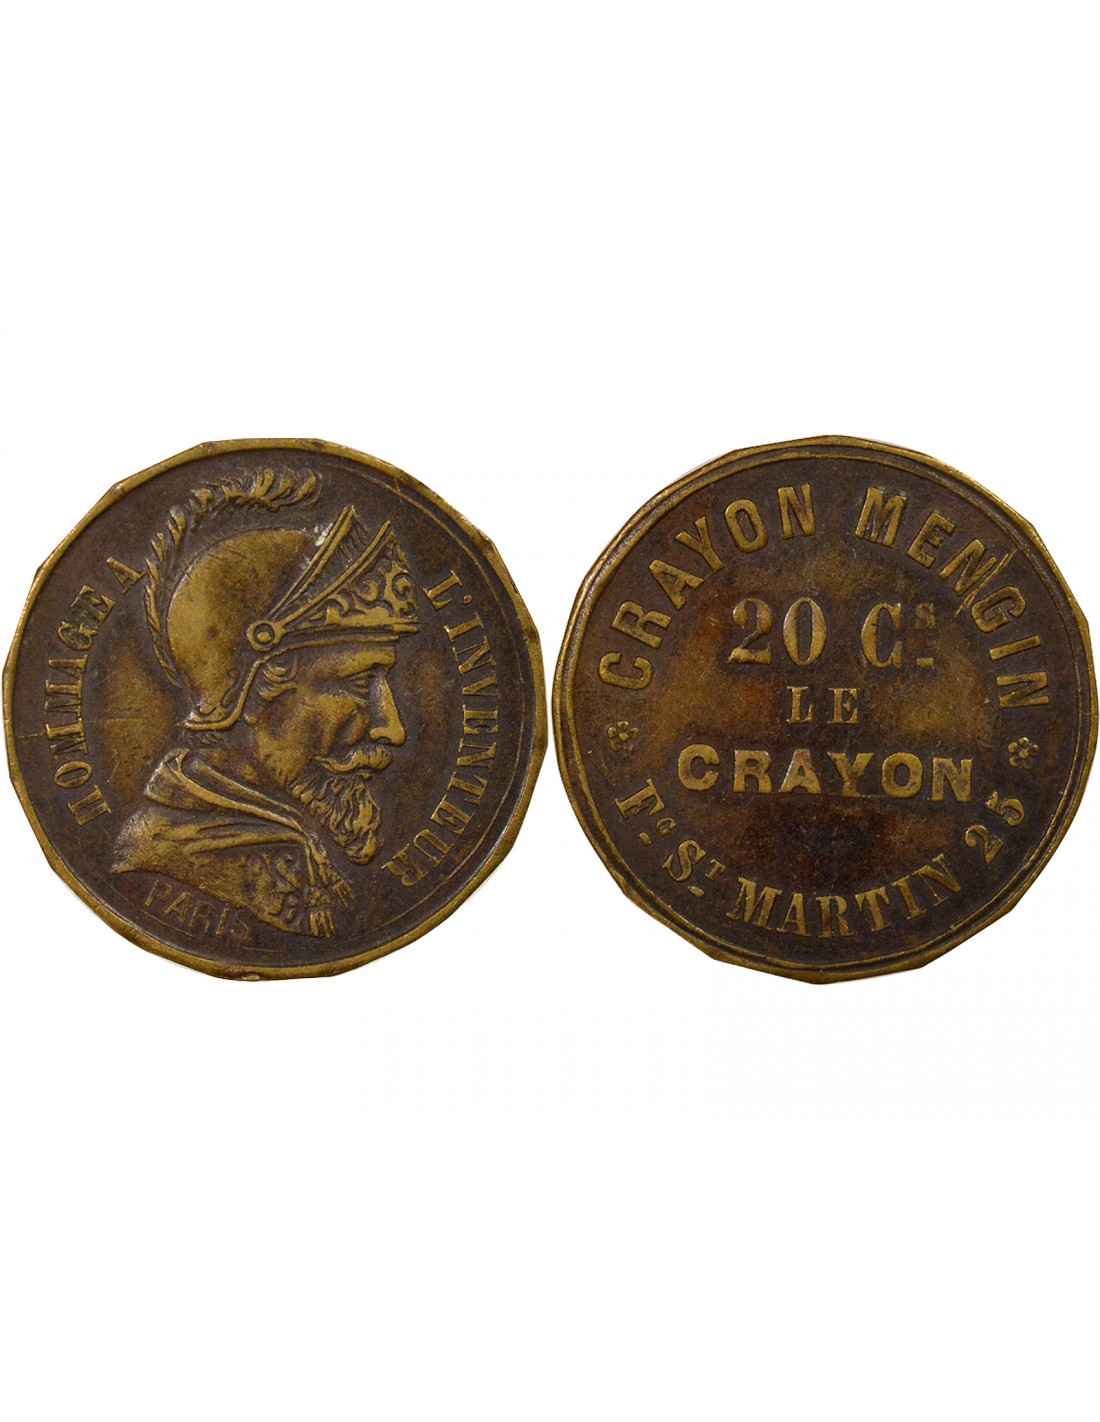 HOMMAGE A
L'INVENTEUR
PARIS
CRAYON MENGIN
20 Cs
LE
CRAYON
Fg St MARTIN 25